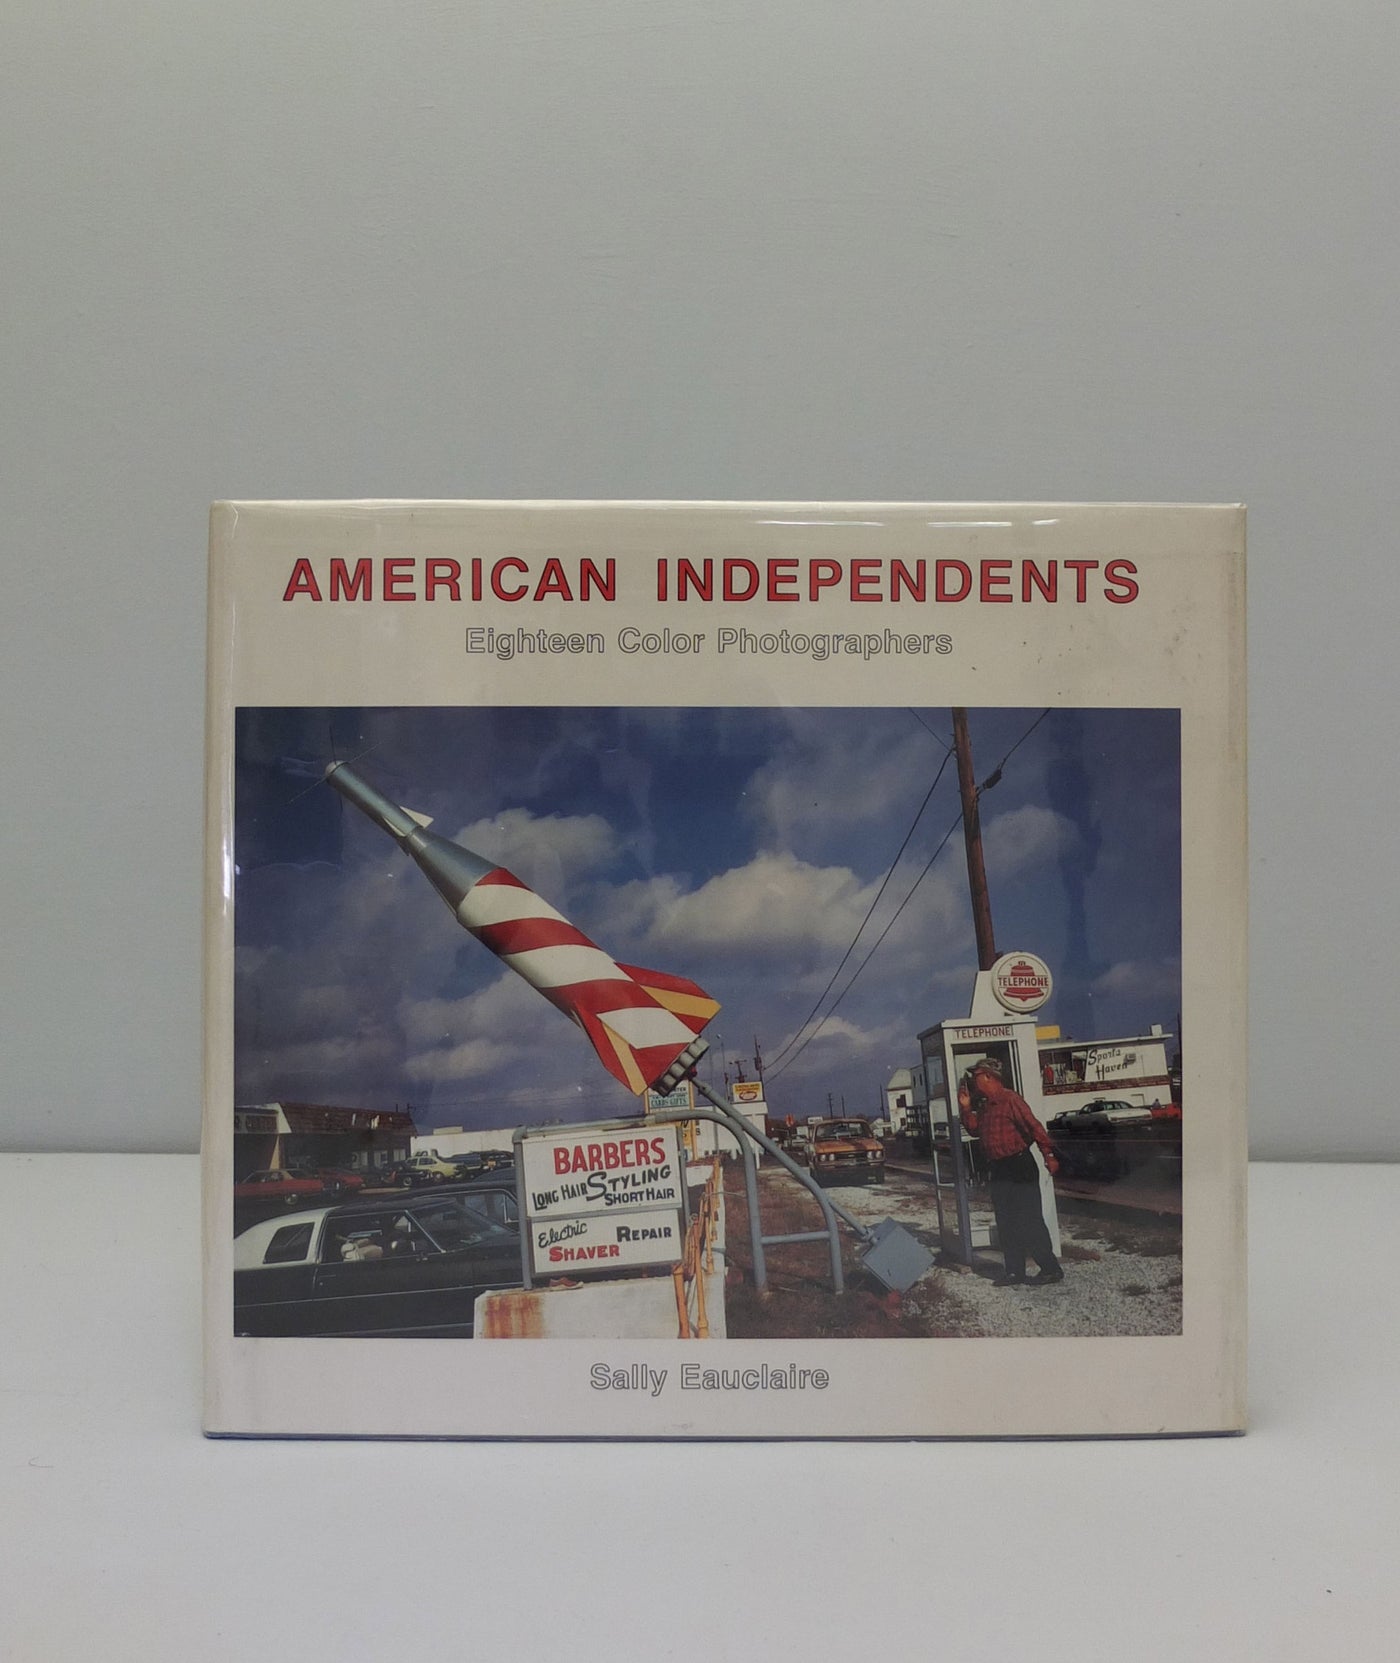 AMERICAN INDEPENDENTS
Eighteen Color Photographers
TELEPHONE
TELEPHONE
Sports
Haven
BARBERS
LONG HAIR STYLING
SHORT HAIR
Electric
SHAVER REPAIR
Sally Eauclaire